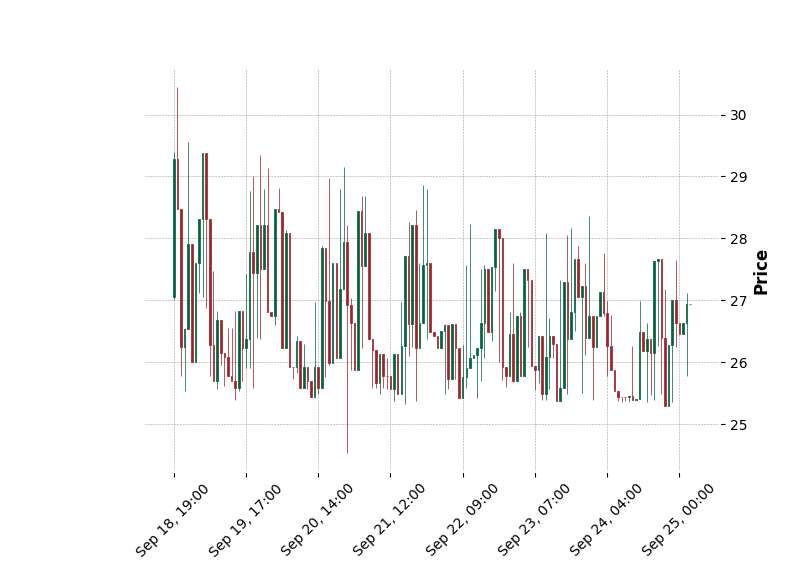 30
29
28
27
26
25
Price
Sep 18, 19:00
Sep 19, 17:00
Sep 20, 14:00
Sep 21, 12:00
Sep 22, 09:00
Sep 23, 07:00
Sep 24, 04:00
Sep 25, 00:00